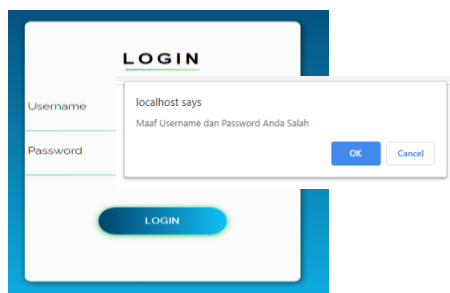 LOGIN
Username
localhost says
Maaf Username dan Password Anda Salah
Password
OK
Cancel
LOGIN